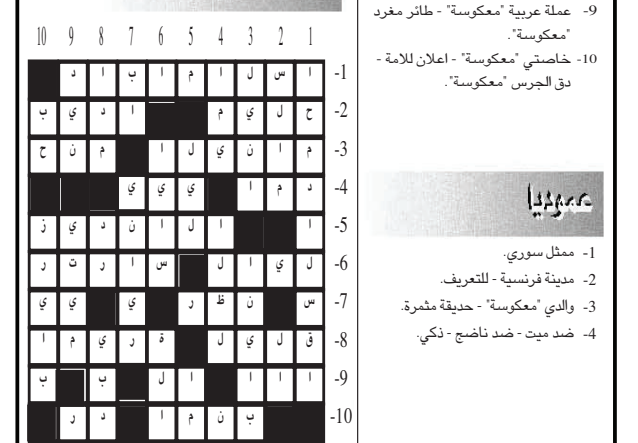 9- عملة عربية "معكوسة" - طائر مغرد
"معكوسة".
10- خاصتي "معكوسة" - اعلان للامة -
دق الجرس "معكوسة".
عموديا
1- ممثل سوري.
2- مدينة فرنسية - للتعريف.
3- والدي "معكوسة" - حديقة مثمرة.
4- ضد ميت - ضد ناضج - ذكي.
1 2 3 4 5 6 7 8 9 10
1- ا س ل ا م ا ب ا د
2- ح ل ي م ا د ي ب
3- م ا ن ي ل ا م ن ح
4- د م ا ي ي ي
5- ا ا ل ا ن د ي ز
6- ل ي ا ل س ا ر ت ر
7- س ن ظ ر ي ي ي
8- ق ل ي ل ة ر ي م ا
9- ا ا ا ا ل ب ب
10- ب ن م ا د ر